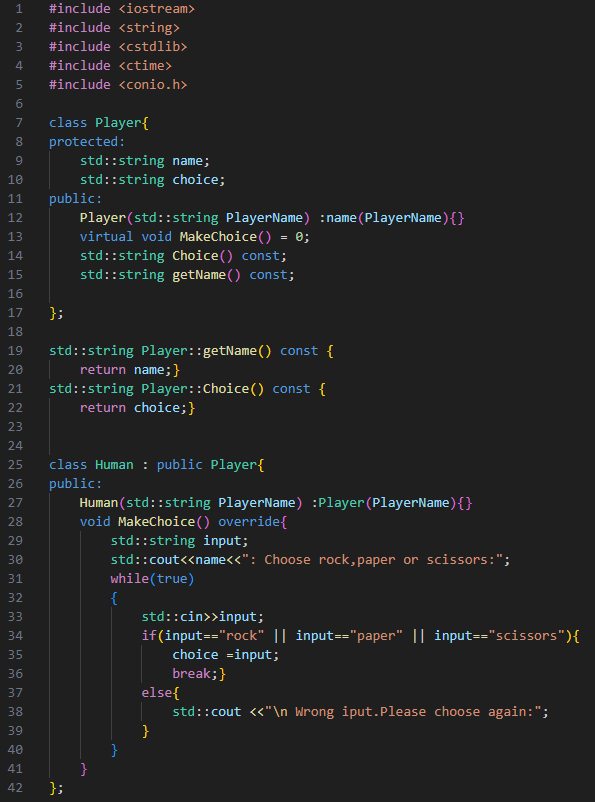 1 #include <iostream>
2 #include <string>
3 #include <cstdlib>
4 #include <ctime>
5 #include <conio.h>
6
7 class Player{
8 protected:
9     std::string name;
10     std::string choice;
11 public:
12     Player(std::string PlayerName) :name(PlayerName){}
13     virtual void MakeChoice() = 0;
14     std::string Choice() const;
15     std::string getName() const;
16
17 };
18
19 std::string Player::getName() const {
20     return name;}
21 std::string Player::Choice() const {
22     return choice;}
23
24
25 class Human : public Player{
26 public:
27     Human(std::string PlayerName) :Player(PlayerName){}
28     void MakeChoice() override{
29         std::string input;
30         std::cout<<name<<": Choose rock,paper or scissors:";
31         while(true)
32         {
33             std::cin>>input;
34             if(input=="rock" || input=="paper" || input=="scissors"){
35                 choice =input;
36                 break;}
37             else{
38                 std::cout <<"\n Wrong iput.Please choose again:";
39             }
40         }
41     }
42 };